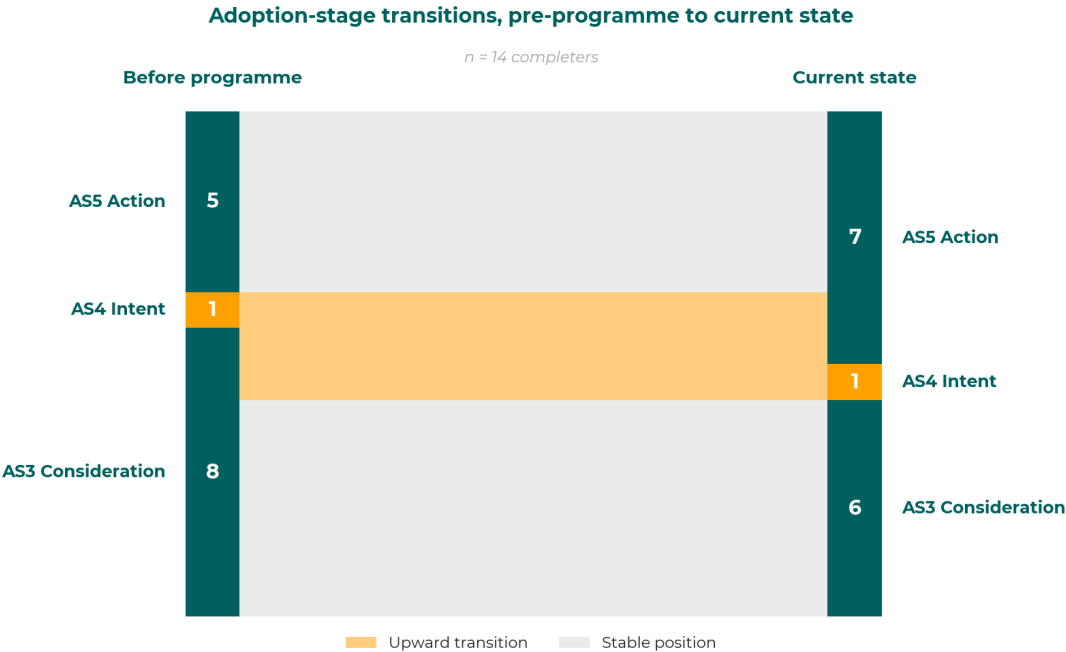 Adoption-stage transitions, pre-programme to current state
n = 14 completers
Before programme
Current state
AS5 Action
5
7
AS5 Action
AS4 Intent
1
1
AS4 Intent
AS3 Consideration
8
6
AS3 Consideration
Upward transition
Stable position